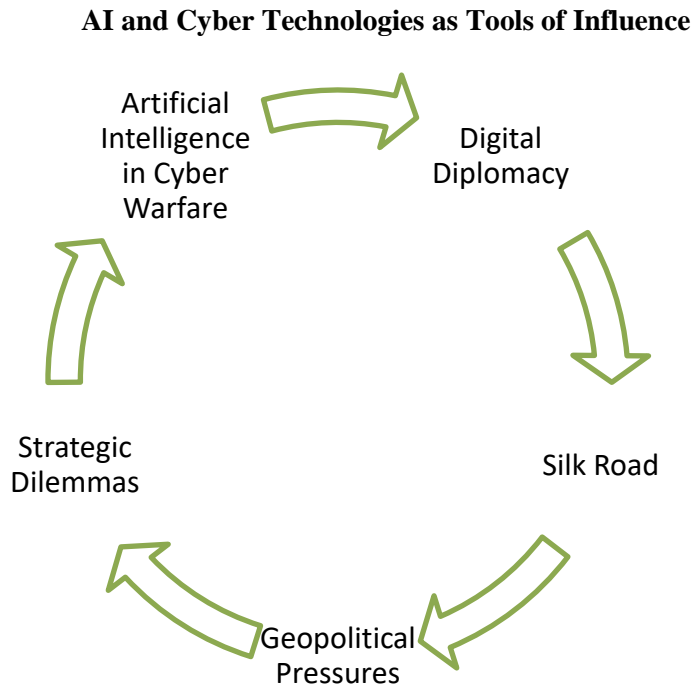 AI and Cyber Technologies as Tools of Influence
Artificial
Intelligence
in Cyber
Warfare
Digital
Diplomacy
Silk Road
Geopolitical
Pressures
Strategic
Dilemmas